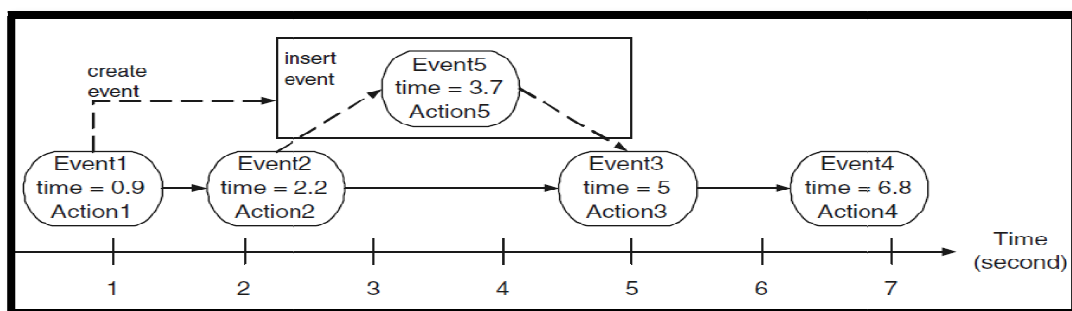 create
event
insert
event
Event5
time = 3.7
Action5
Event1
time = 0.9
Action1
Event2
time = 2.2
Action2
Event3
time = 5
Action3
Event4
time = 6.8
Action4
Time
(second)
1 2 3 4 5 6 7